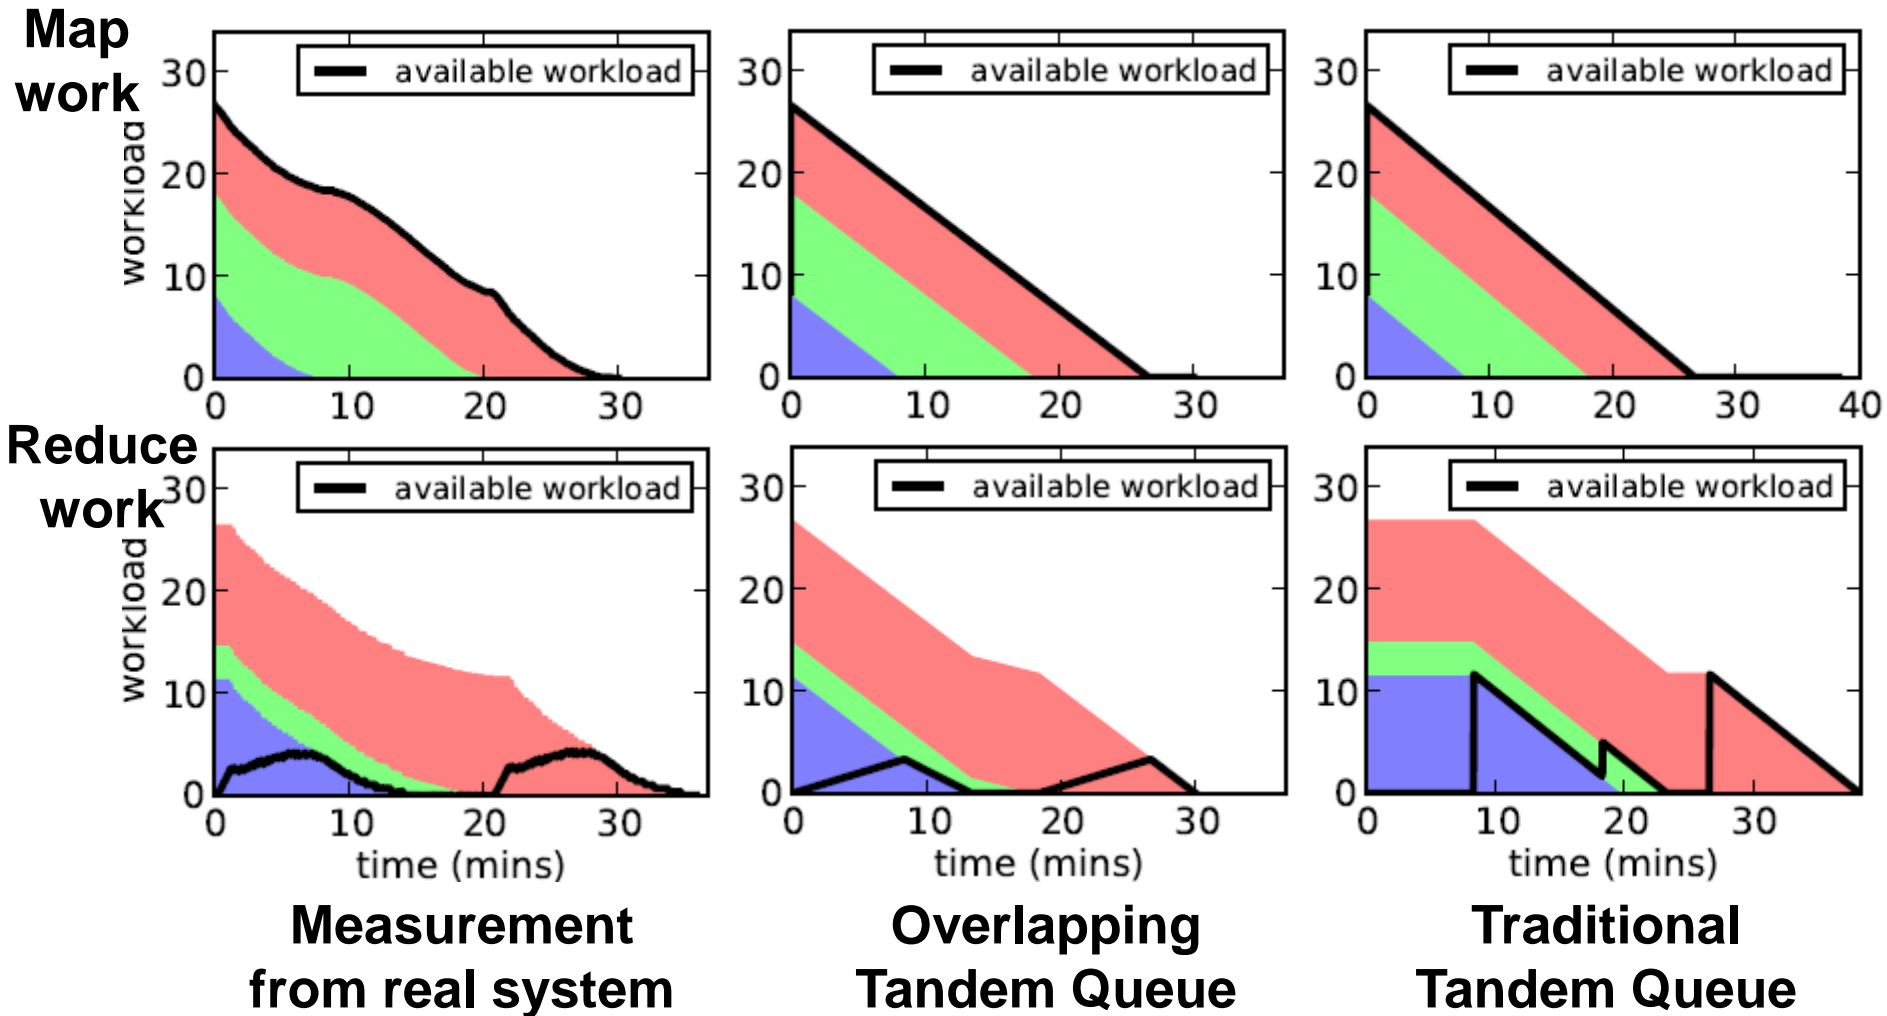 Map
work
workload
30
20
10
0
available workload
0 10 20 30
30
20
10
0
available workload
0 10 20 30
30
20
10
0
available workload
0 10 20 30 40
Reduce
work
workload
30
20
10
0
available workload
0 10 20 30
time (mins)
30
20
10
0
available workload
0 10 20 30
time (mins)
30
20
10
0
available workload
0 10 20 30
time (mins)
Measurement
from real system
Overlapping
Tandem Queue
Traditional
Tandem Queue